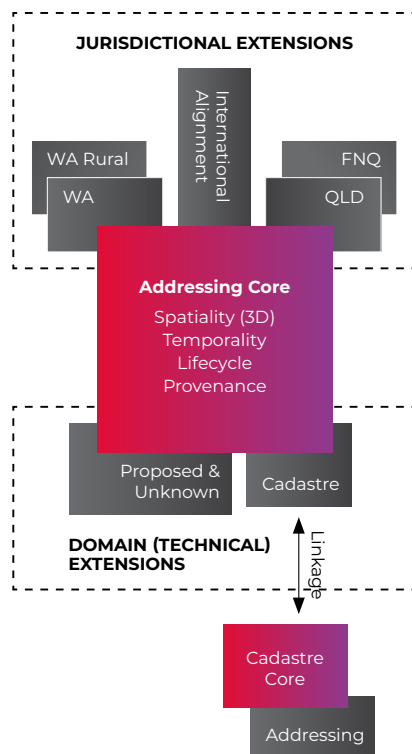 JURISDICTIONAL EXTENSIONS
International
Alignment
WA Rural
FNQ
WA
QLD
Addressing Core
Spatiality (3D)
Temporality
Lifecycle
Provenance
Proposed &
Unknown
Cadastre
DOMAIN (TECHNICAL)
EXTENSIONS
Linkage
Cadastre
Core
Addressing